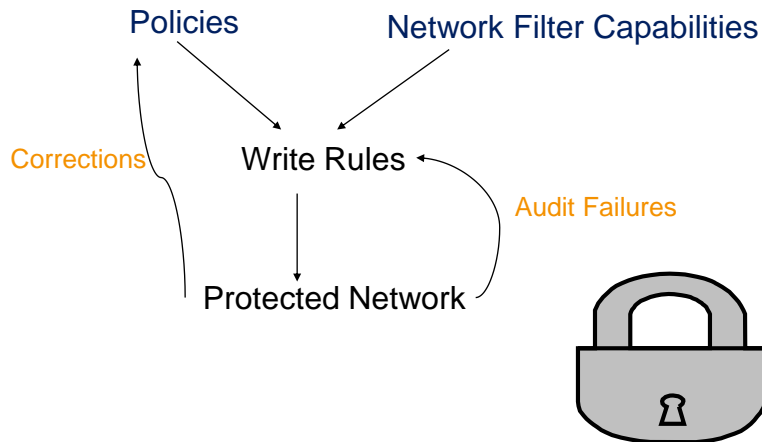 Policies
Network Filter Capabilities
Corrections
Write Rules
Audit Failures
Protected Network